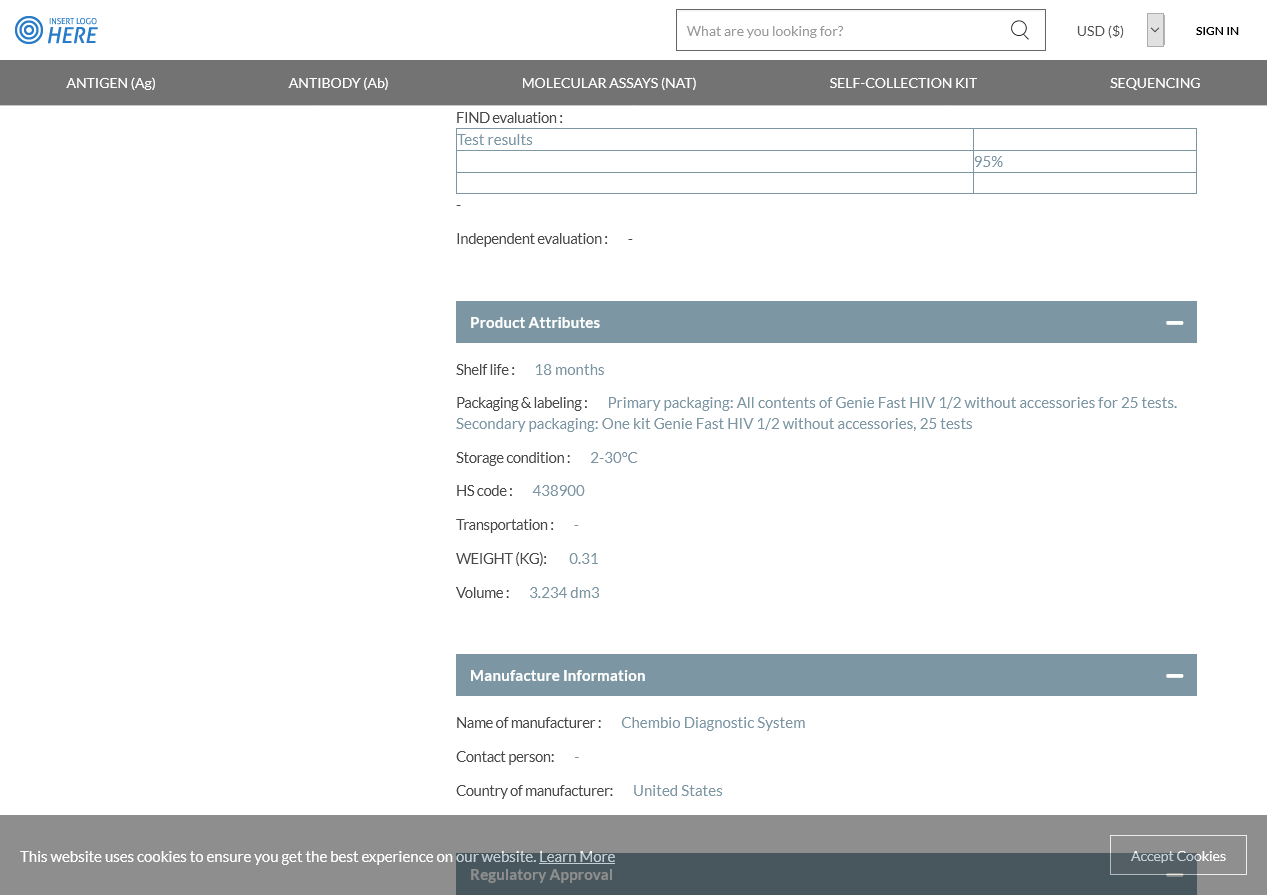 INSERT LOGO
HERE
What are you looking for?
USD ($)
SIGN IN
ANTIGEN (Ag)
ANTIBODY (Ab)
MOLECULAR ASSAYS (NAT)
SELF-COLLECTION KIT
SEQUENCING
FIND evaluation :
Test results
95%
-
Independent evaluation : -
Product Attributes
Shelf life : 18 months
Packaging & labeling : Primary packaging: All contents of Genie Fast HIV 1/2 without accessories for 25 tests.
Secondary packaging: One kit Genie Fast HIV 1/2 without accessories, 25 tests
Storage condition : 2-30°C
HS code : 438900
Transportation : -
WEIGHT (KG): 0.31
Volume : 3.234 dm3
Manufacture Information
Name of manufacturer : Chembio Diagnostic System
Contact person: -
Country of manufacturer: United States
This website uses cookies to ensure you get the best experience on our website. Learn More
Accept Cookies
Regulatory Approval